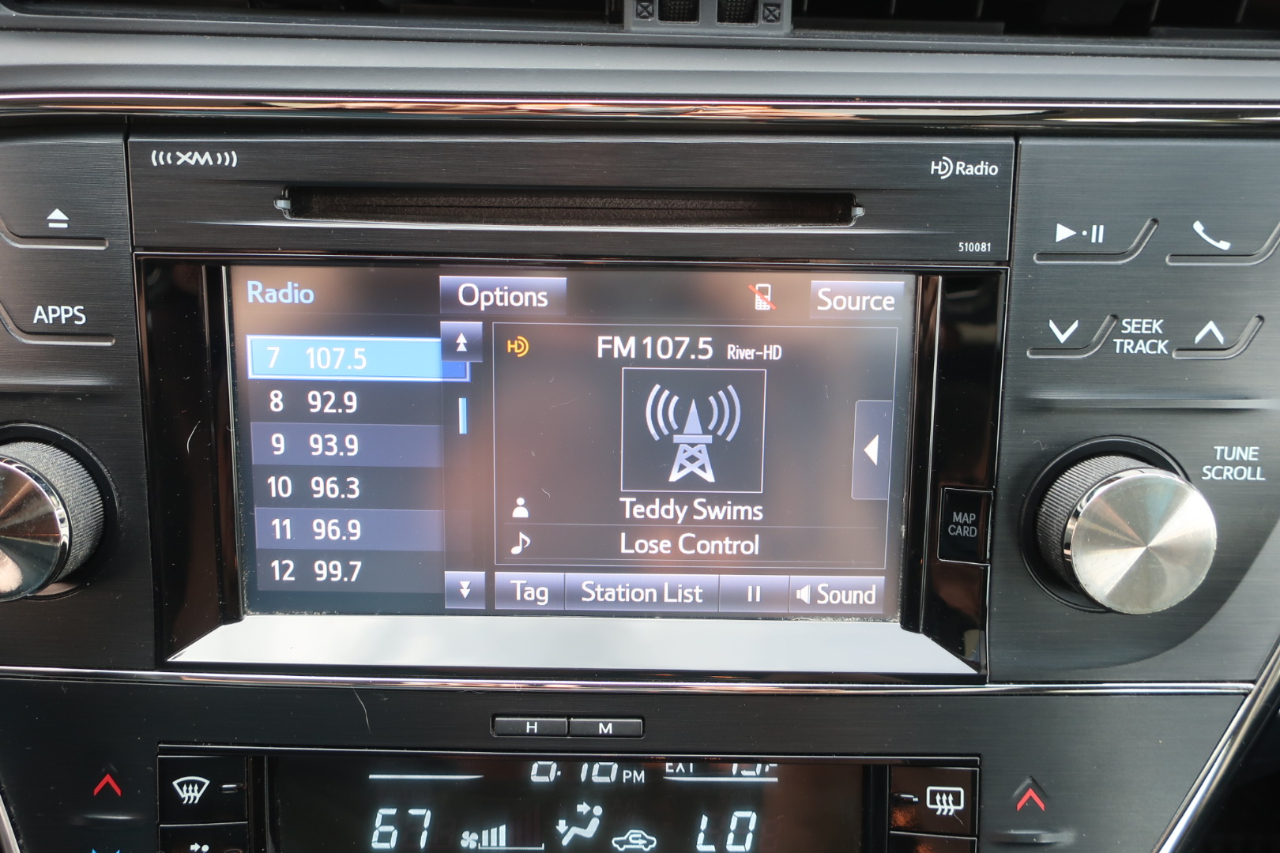 XM
HD Radio
510081
APPS
Radio
Options
Source
7 107.5
8 92.9
9 93.9
10 96.3
11 96.9
12 99.7
HD
FM 107.5 River-HD
Teddy Swims
Lose Control
Tag
Station List
Sound
MAP
CARD
SEEK
TRACK
TUNE
SCROLL
H
M
PM
EXT
67
LO